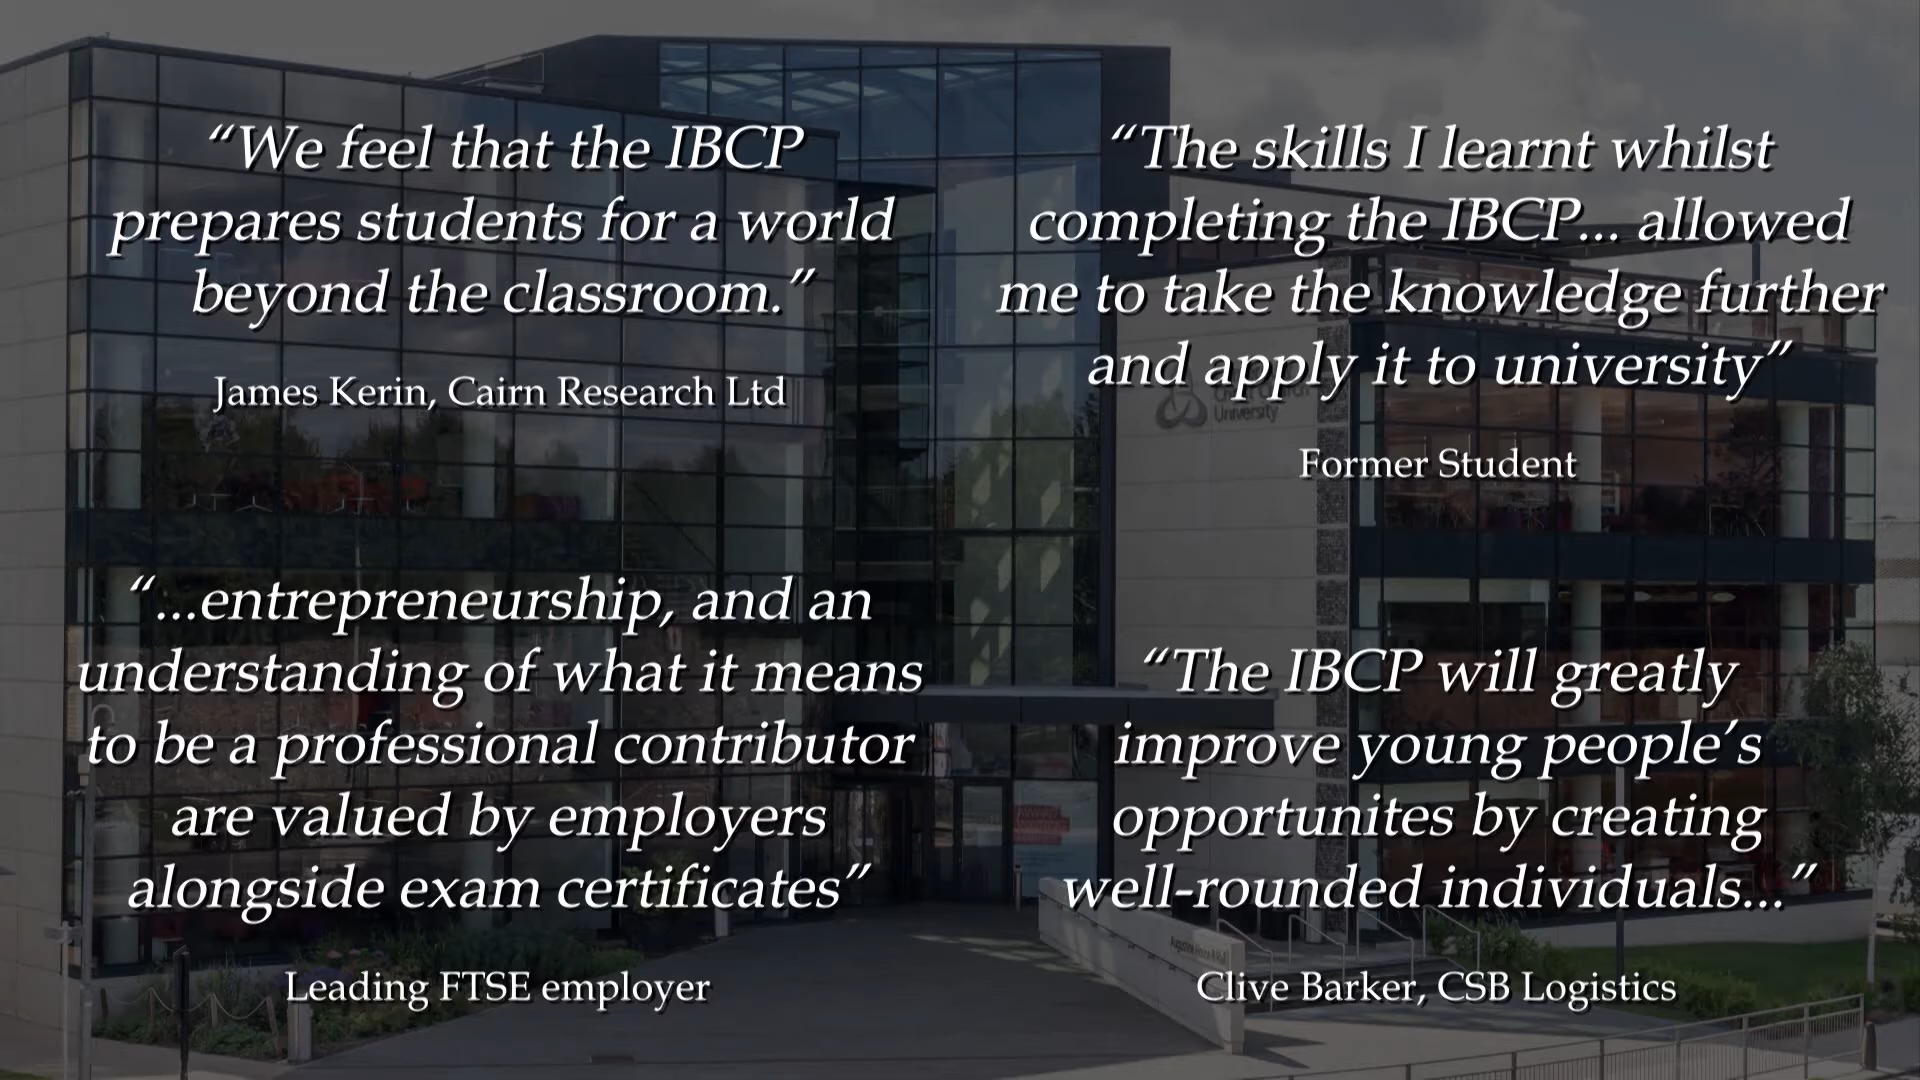 “We feel that the IBCP
prepares students for a world
beyond the classroom.”
James Kerin, Cairn Research Ltd
“The skills I learnt whilst
completing the IBCP... allowed
me to take the knowledge further
and apply it to university”
Former Student
“...entrepreneurship, and an
understanding of what it means
to be a professional contributor
are valued by employers
alongside exam certificates”
Leading FTSE employer
“The IBCP will greatly
improve young people’s
opportunites by creating
well-rounded individuals...”
Clive Barker, CSB Logistics
University